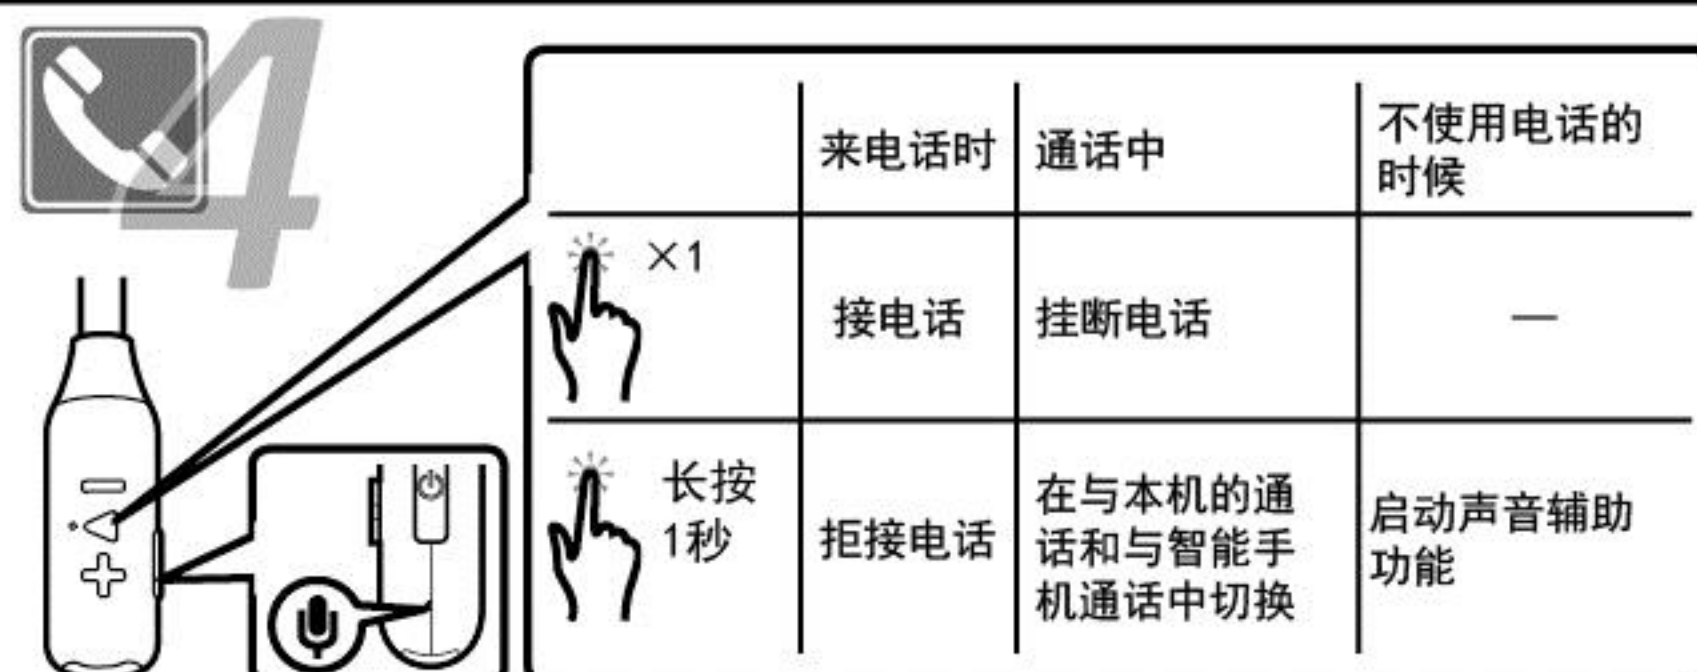 4
来电话时
通话中
不使用电话的
时候
×1
接电话
挂断电话
—
长按
1秒
拒接电话
在与本机的通
话和与智能手
机通话中切换
启动声音辅助
功能